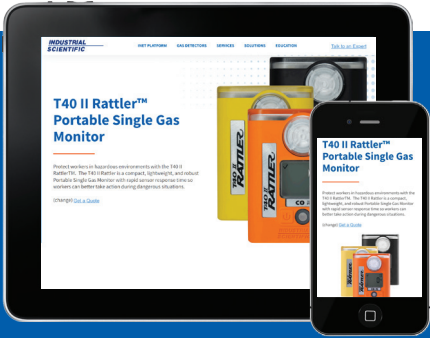 INDUSTRIAL
SCIENTIFIC
INET PLATFORM GAS DETECTORS SERVICES SOLUTIONS EDUCATION Talk to an Expert
T40 II Rattler™
Portable Single Gas
Monitor
Protect workers in hazardous environments with the T40 II
Rattler™. The T40 II Rattler is a compact, lightweight, and robust
Portable Single Gas Monitor with rapid sensor response time so
workers can better take action during dangerous situations.
(change) Get a Quote
T40 II
RATTLER
T40 II
RATTLER
CO
T40 II Rattler™
Portable Single Gas
Monitor
Protect workers in hazardous environments with the
T40 II Rattler™. The T40 II Rattler is a compact,
lightweight, and robust Portable Single Gas Monitor
with rapid sensor response time so workers can
better take action during dangerous situations.
(change) Get a Quote
RATTLER